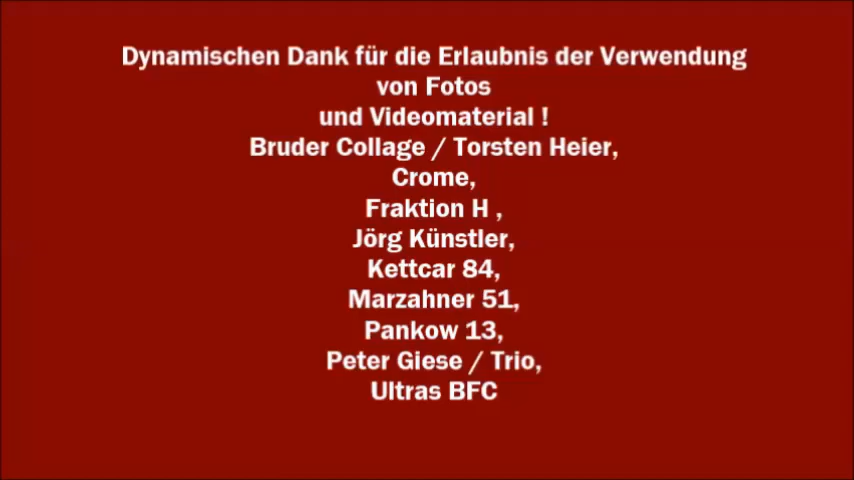 Dynamischen Dank für die Erlaubnis der Verwendung
von Fotos
und Videomaterial !
Bruder Collage / Torsten Heier,
Crome,
Fraktion H ,
Jörg Künstler,
Kettcar 84,
Marzahner 51,
Pankow 13,
Peter Giese / Trio,
Ultras BFC